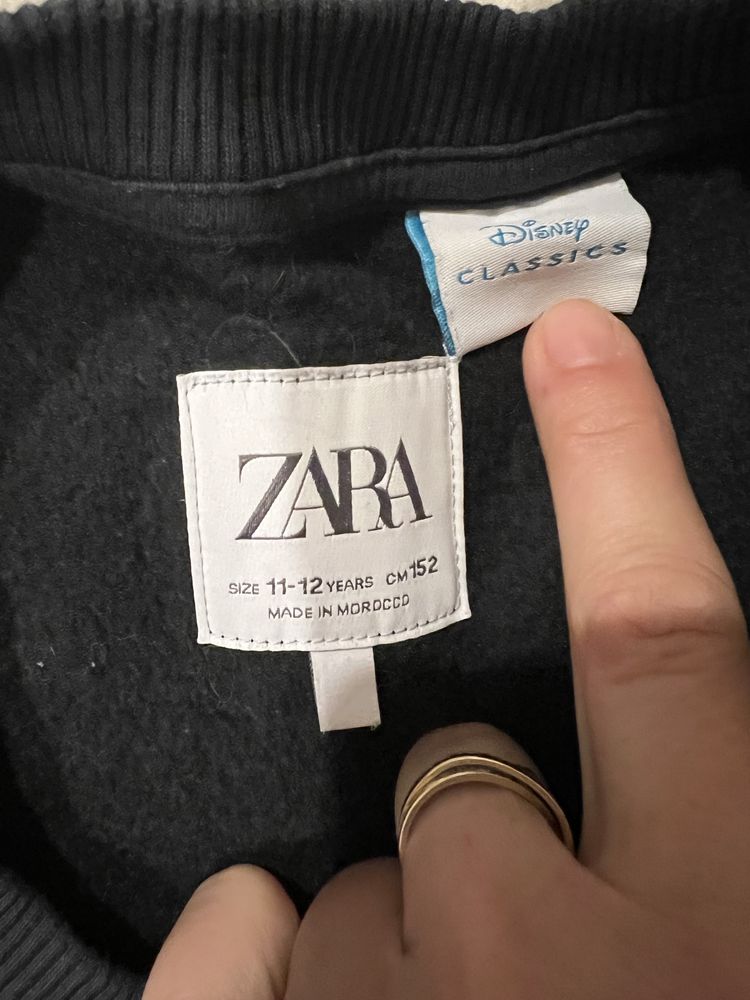 Disney
CLASSICS
ZARA
SIZE 11-12 YEARS CM 152
MADE IN MOROCCO